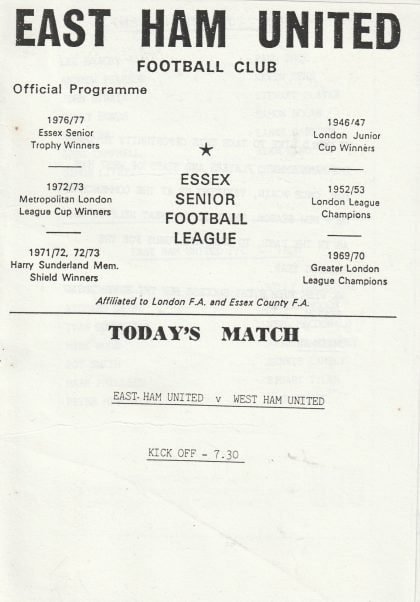 EAST HAM UNITED
FOOTBALL CLUB
Official Programme
1976/77
Essex Senior
Trophy Winners
1972/73
Metropolitan London
League Cup Winners
1971/72, 72/73
Harry Sunderland Mem.
Shield Winners
★
ESSEX
SENIOR
FOOTBALL
LEAGUE
1946/47
London Junior
Cup Winners
1952/53
London League
Champions
1969/70
Greater London
League Champions
Affiliated to London F.A. and Essex County F.A.
TODAY'S MATCH
EAST HAM UNITED v WEST HAM UNITED
KICK OFF - 7.30